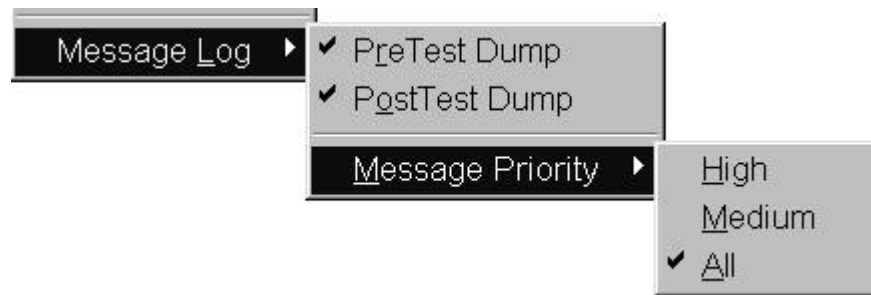 Message Log
PreTest Dump
PostTest Dump
Message Priority
High
Medium
All